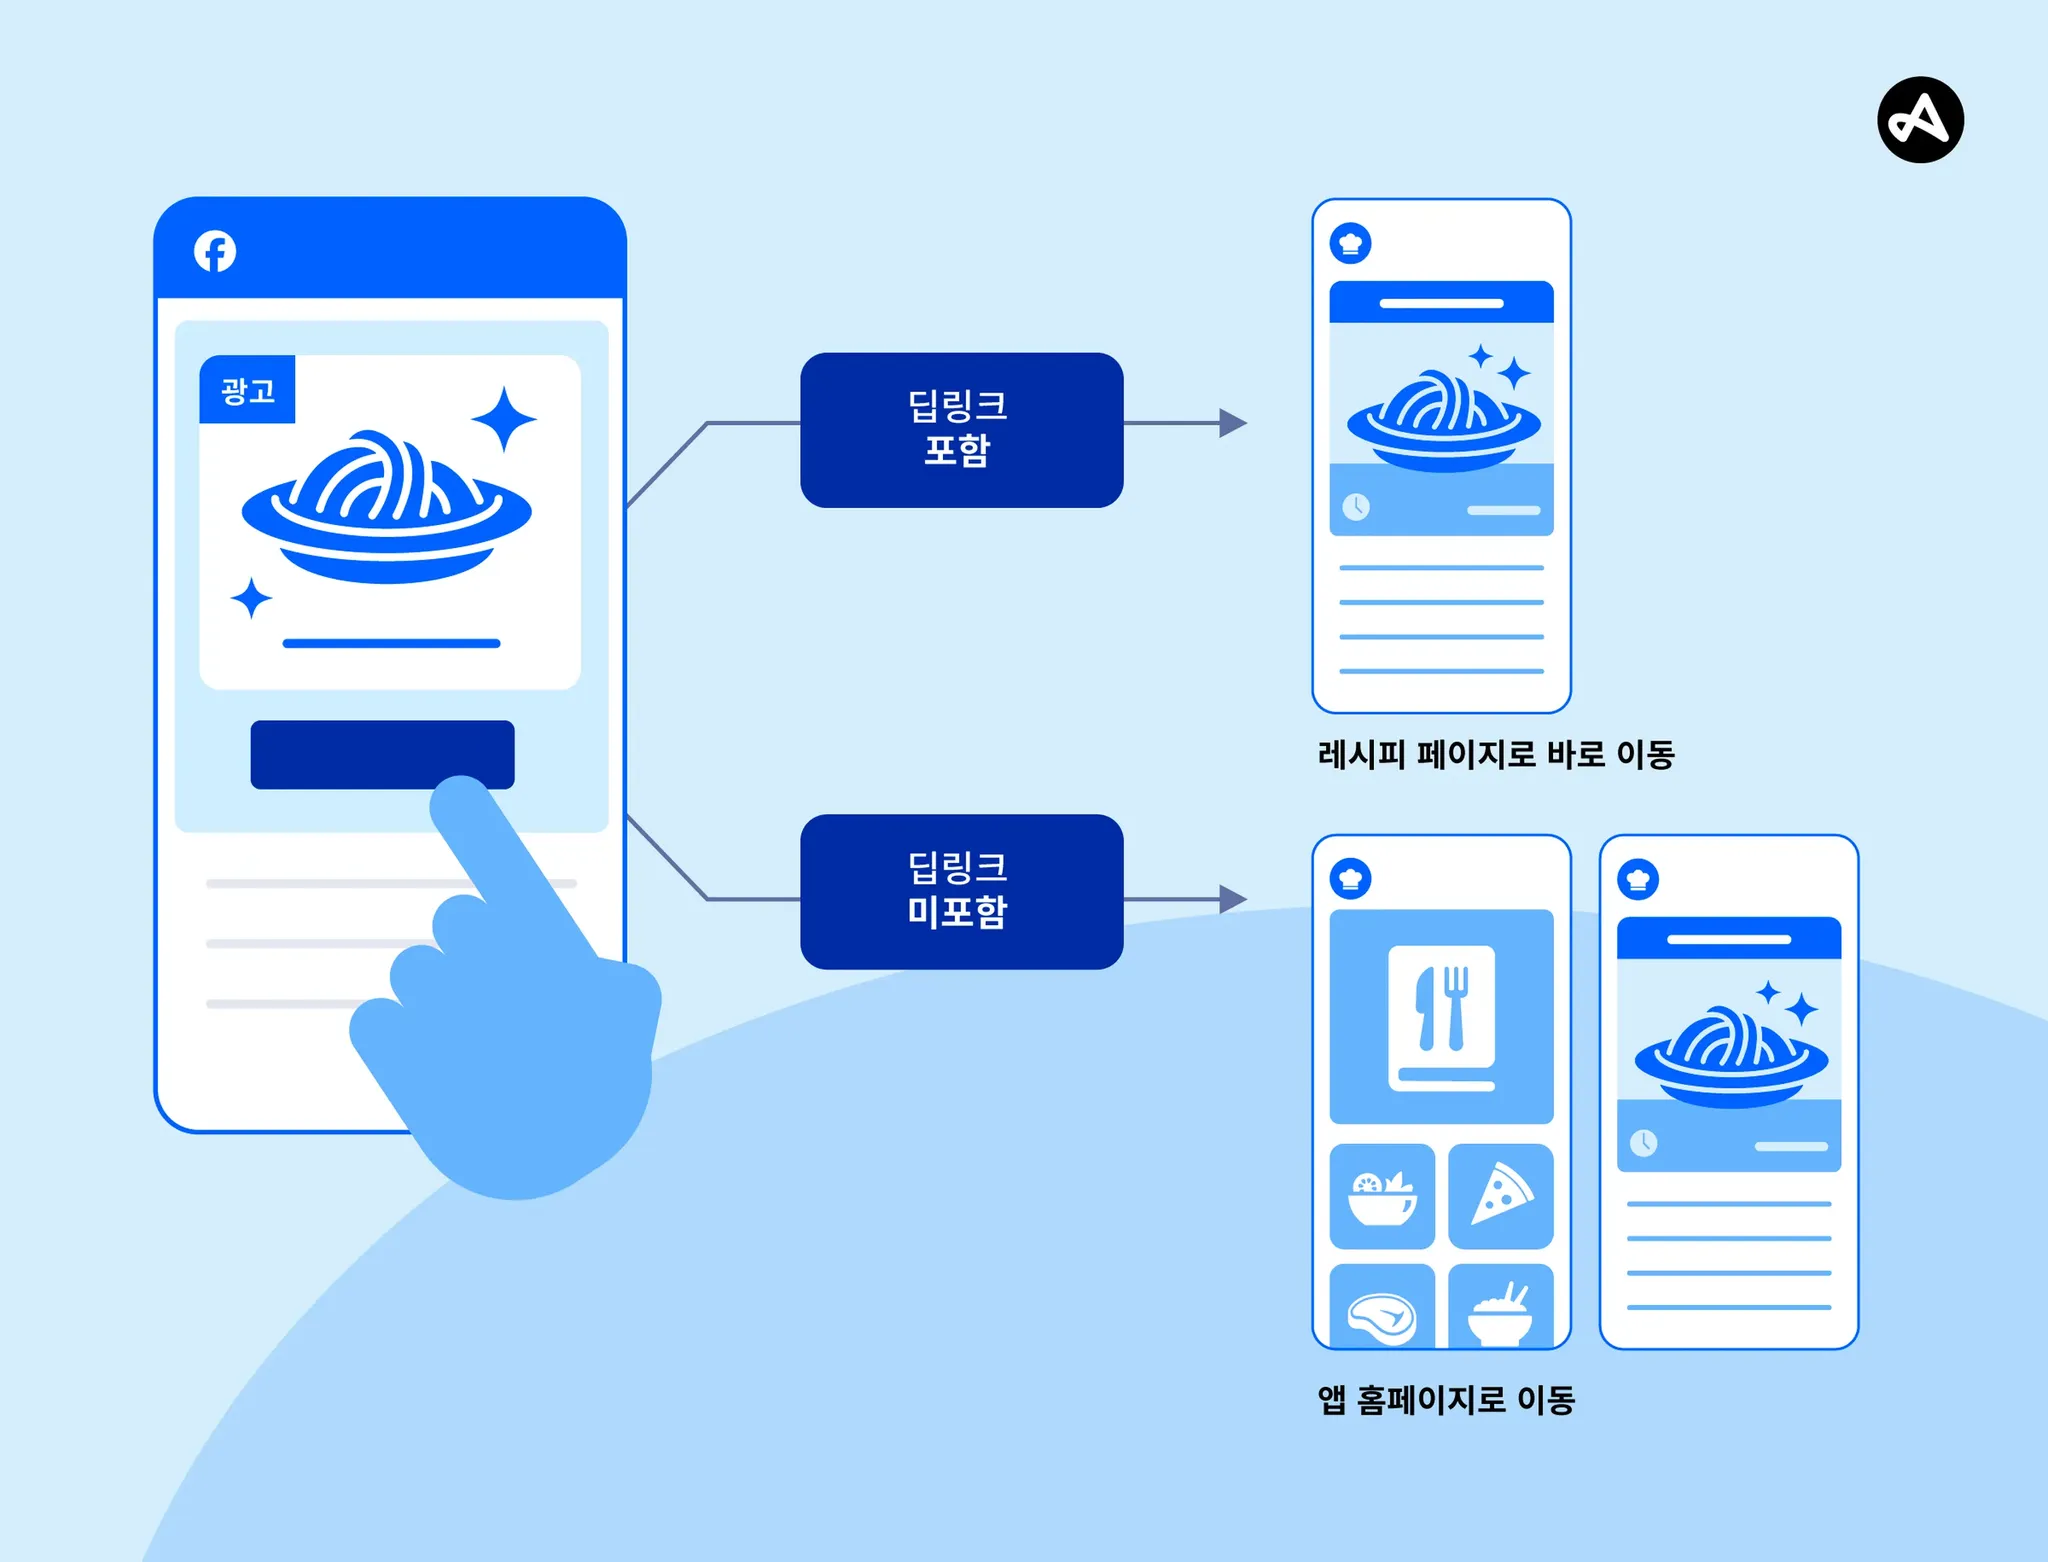 광고
딥링크
포함
레시피 페이지로 바로 이동
딥링크
미포함
앱 홈페이지로 이동